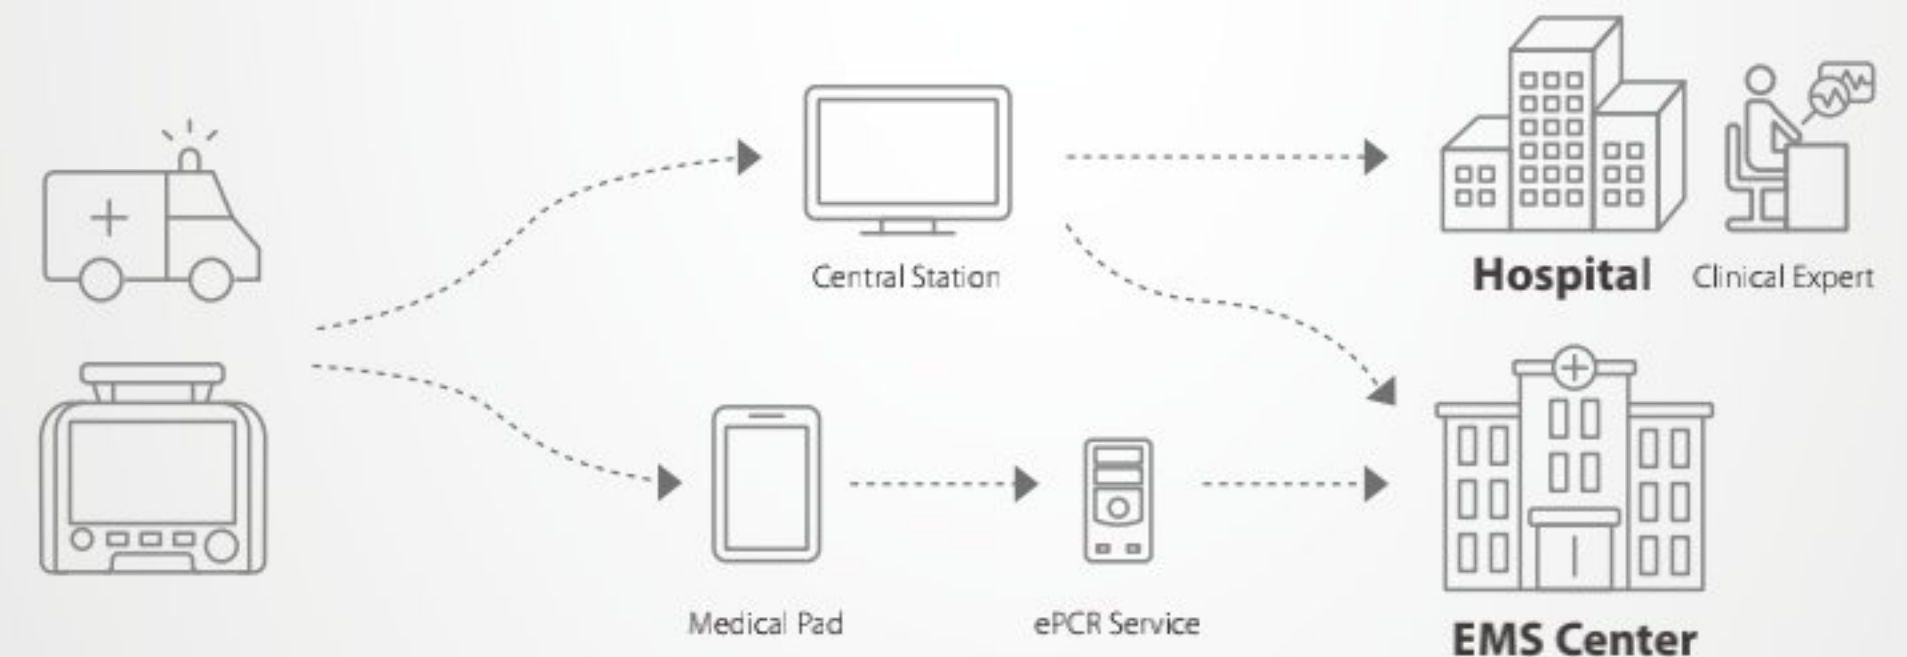 Central Station
Hospital
Clinical Expert
Medical Pad
ePCR Service
EMS Center